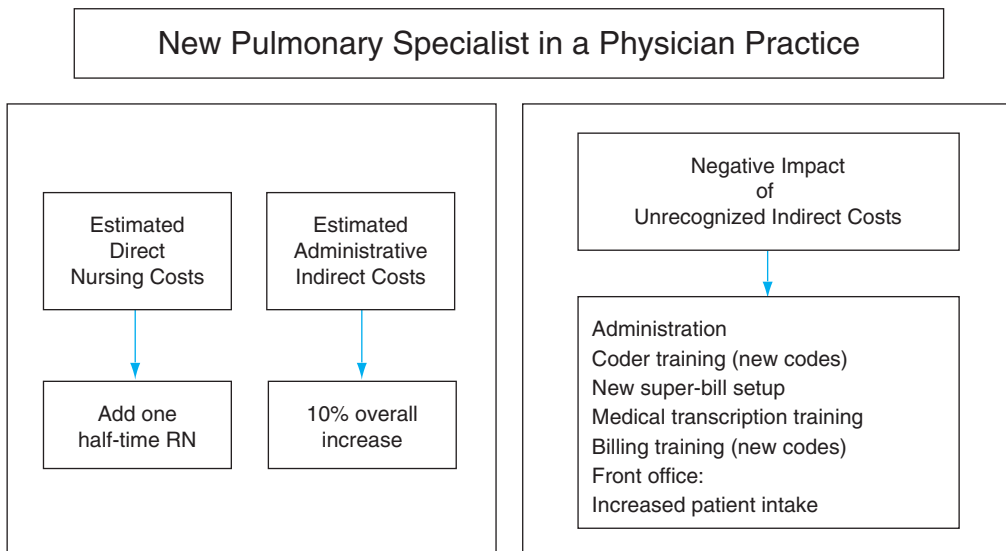 New Pulmonary Specialist in a Physician Practice
Estimated
Direct
Nursing Costs
Add one
half-time RN
Estimated
Administrative
Indirect Costs
10% overall
increase
Negative Impact
of
Unrecognized Indirect Costs
Administration
Coder training (new codes)
New super-bill setup
Medical transcription training
Billing training (new codes)
Front office:
Increased patient intake